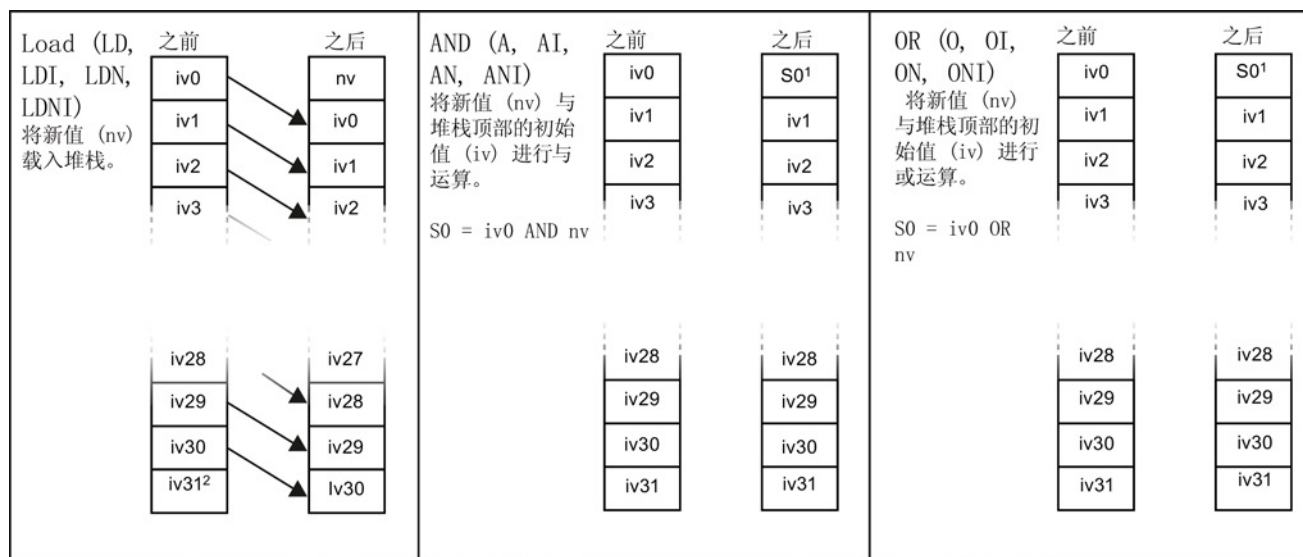 Load (LD,
LDI, LDN,
LDNI)
将新值 (nv)
载入堆栈。
之前
iv0
iv1
iv2
iv3
iv28
iv29
iv30
iv31²
之后
nv
iv0
iv1
iv2
iv27
iv28
iv29
Iv30
AND (A, AI,
AN, ANI)
将新值 (nv) 与
堆栈顶部的初始
值 (iv) 进行与
运算。
S0 = iv0 AND nv
之前
iv0
iv1
iv2
iv3
iv28
iv29
iv30
iv31
之后
S0¹
iv1
iv2
iv3
iv28
iv29
iv30
iv31
OR (O, OI,
ON, ONI)
将新值 (nv)
与堆栈顶部的初
始值 (iv) 进行
或运算。
S0 = iv0 OR
nv
之前
iv0
iv1
iv2
iv3
iv28
iv29
iv30
iv31
之后
S0¹
iv1
iv2
iv3
iv28
iv29
iv30
iv31